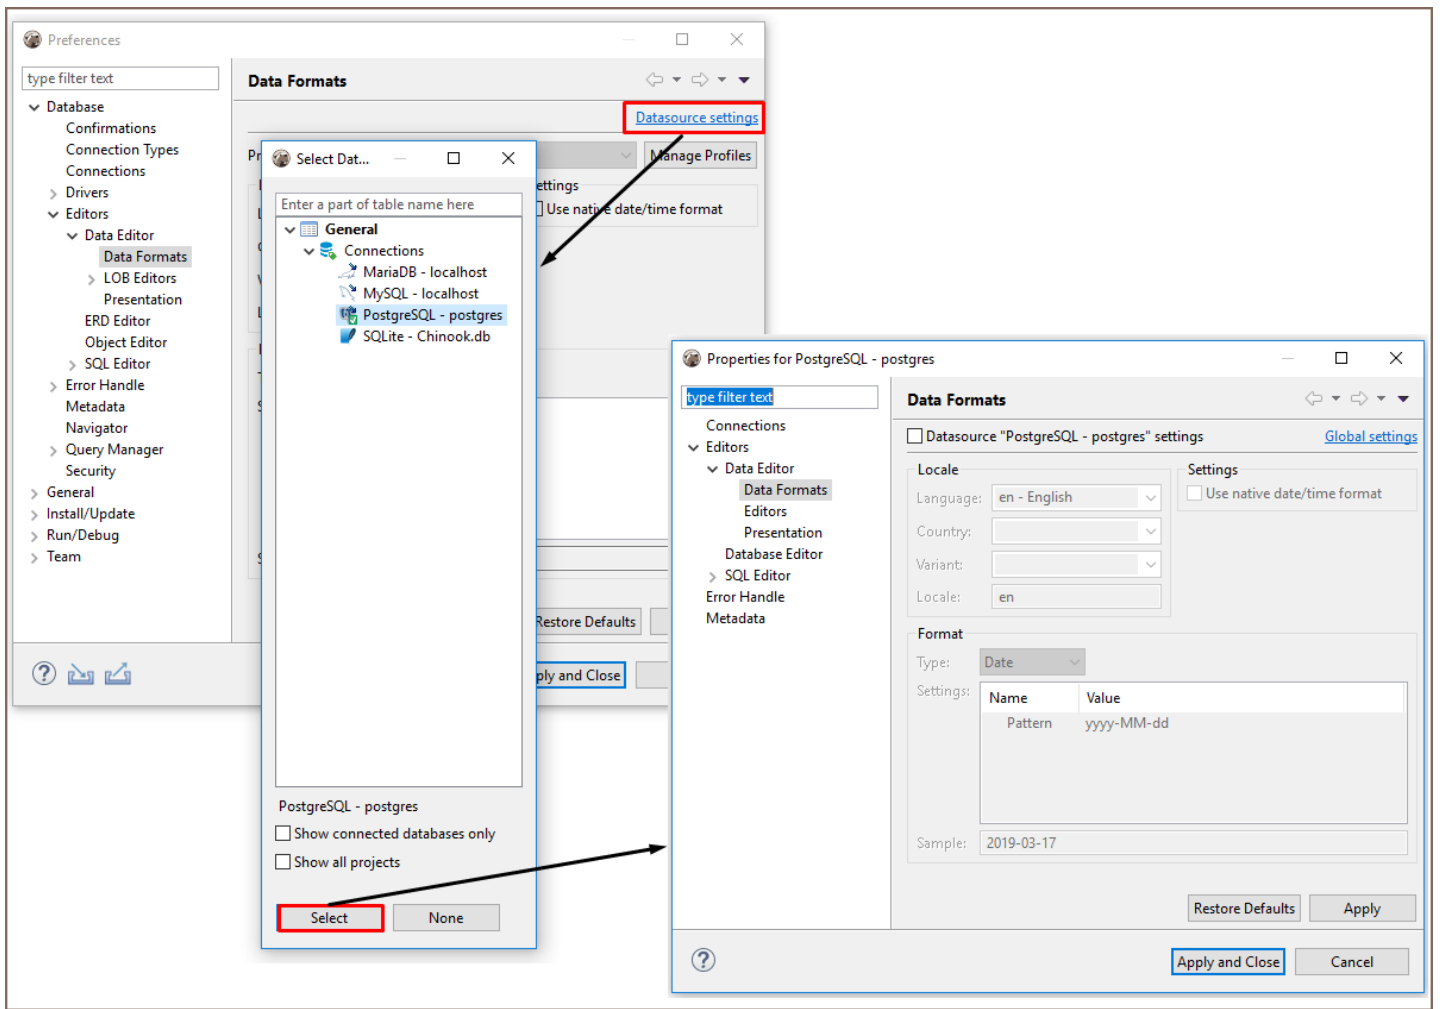 Preferences
type filter text
Database
Confirmations
Connection Types
Connections
Drivers
Editors
Data Editor
Data Formats
LOB Editors
Presentation
ERD Editor
Object Editor
SQL Editor
Error Handle
Metadata
Navigator
Query Manager
Security
General
Install/Update
Run/Debug
Team
Data Formats
Datasource settings
Manage Profiles
Use native date/time format
Restore Defaults
and Close
Select Dat...
Enter a part of table name here
General
Connections
MariaDB - localhost
MySQL - localhost
PostgreSQL - postgres
SQLite - Chinook.db
PostgreSQL - postgres
Show connected databases only
Show all projects
Select
None
Properties for PostgreSQL - postgres
type filter text
Connections
Editors
Data Editor
Data Formats
Editors
Presentation
Database Editor
SQL Editor
Error Handle
Metadata
Data Formats
Datasource "PostgreSQL - postgres" settings
Global settings
Locale
Language: en - English
Country:
Variant:
Locale: en
Settings
Use native date/time format
Format
Type: Date
Settings:
Name Value
Pattern yyyy-MM-dd
Sample: 2019-03-17
Restore Defaults
Apply
Apply and Close
Cancel